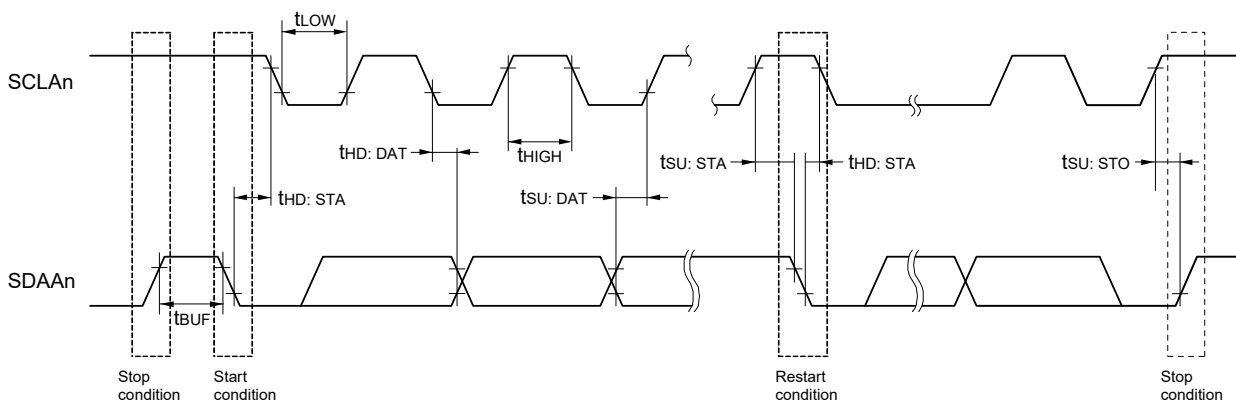 tLOW
SCLAn
tHD: DAT
tHIGH
tSU: STA
tHD: STA
tSU: STO
tHD: STA
tSU: DAT
SDAAn
tBUF
Stop
condition
Start
condition
Restart
condition
Stop
condition